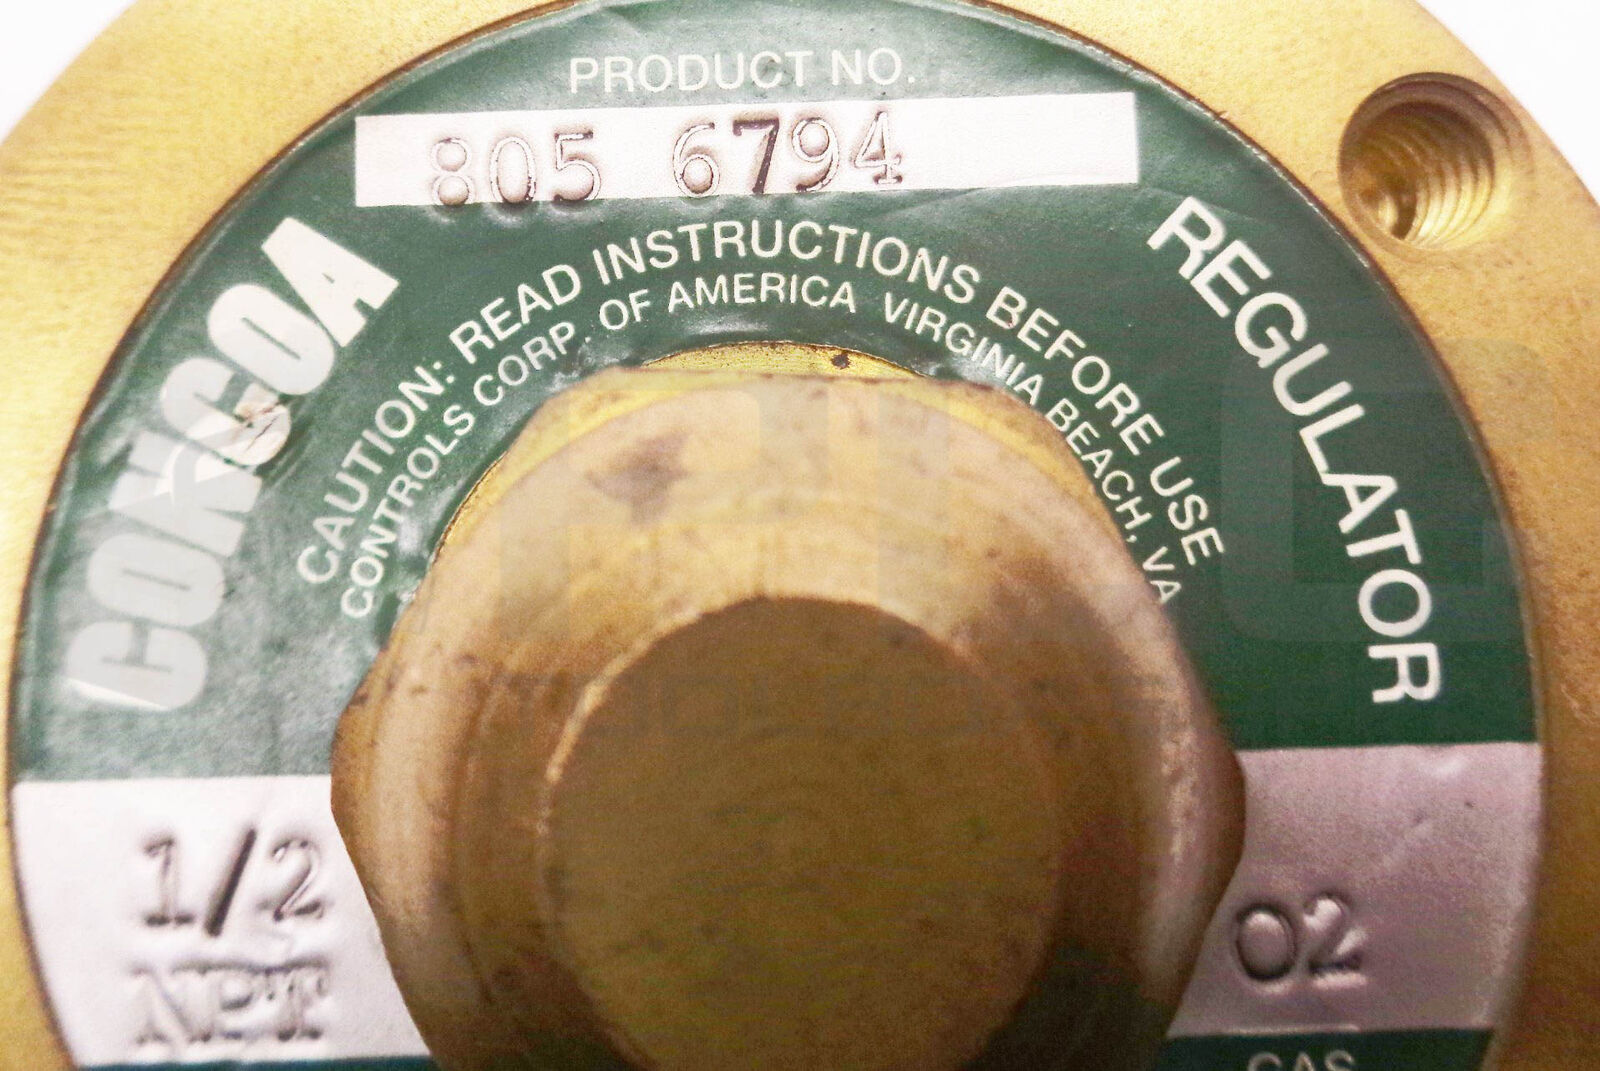 PRODUCT NO.
805 6794
CONCOA
CAUTION: READ INSTRUCTIONS BEFORE USE
CONTROLS CORP. OF AMERICA VIRGINIA BEACH, VA
REGULATOR
1/2
NPT
O2
GAS